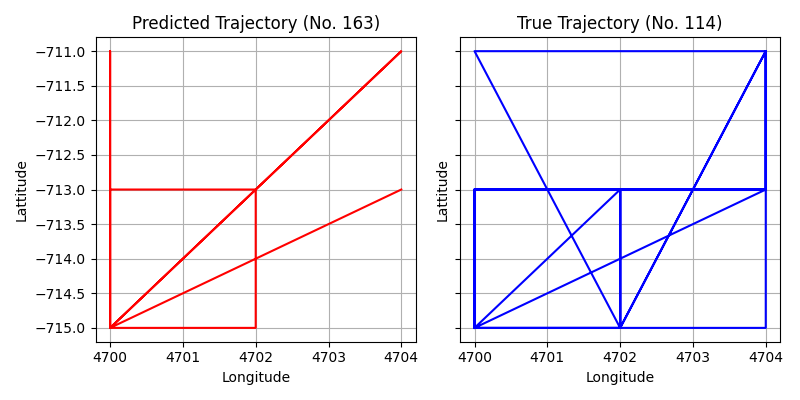 Predicted Trajectory (No. 163)
True Trajectory (No. 114)
Lattitude
−711.0
−711.5
−712.0
−712.5
−713.0
−713.5
−714.0
−714.5
−715.0
4700 4701 4702 4703 4704
Longitude
Lattitude
4700 4701 4702 4703 4704
Longitude